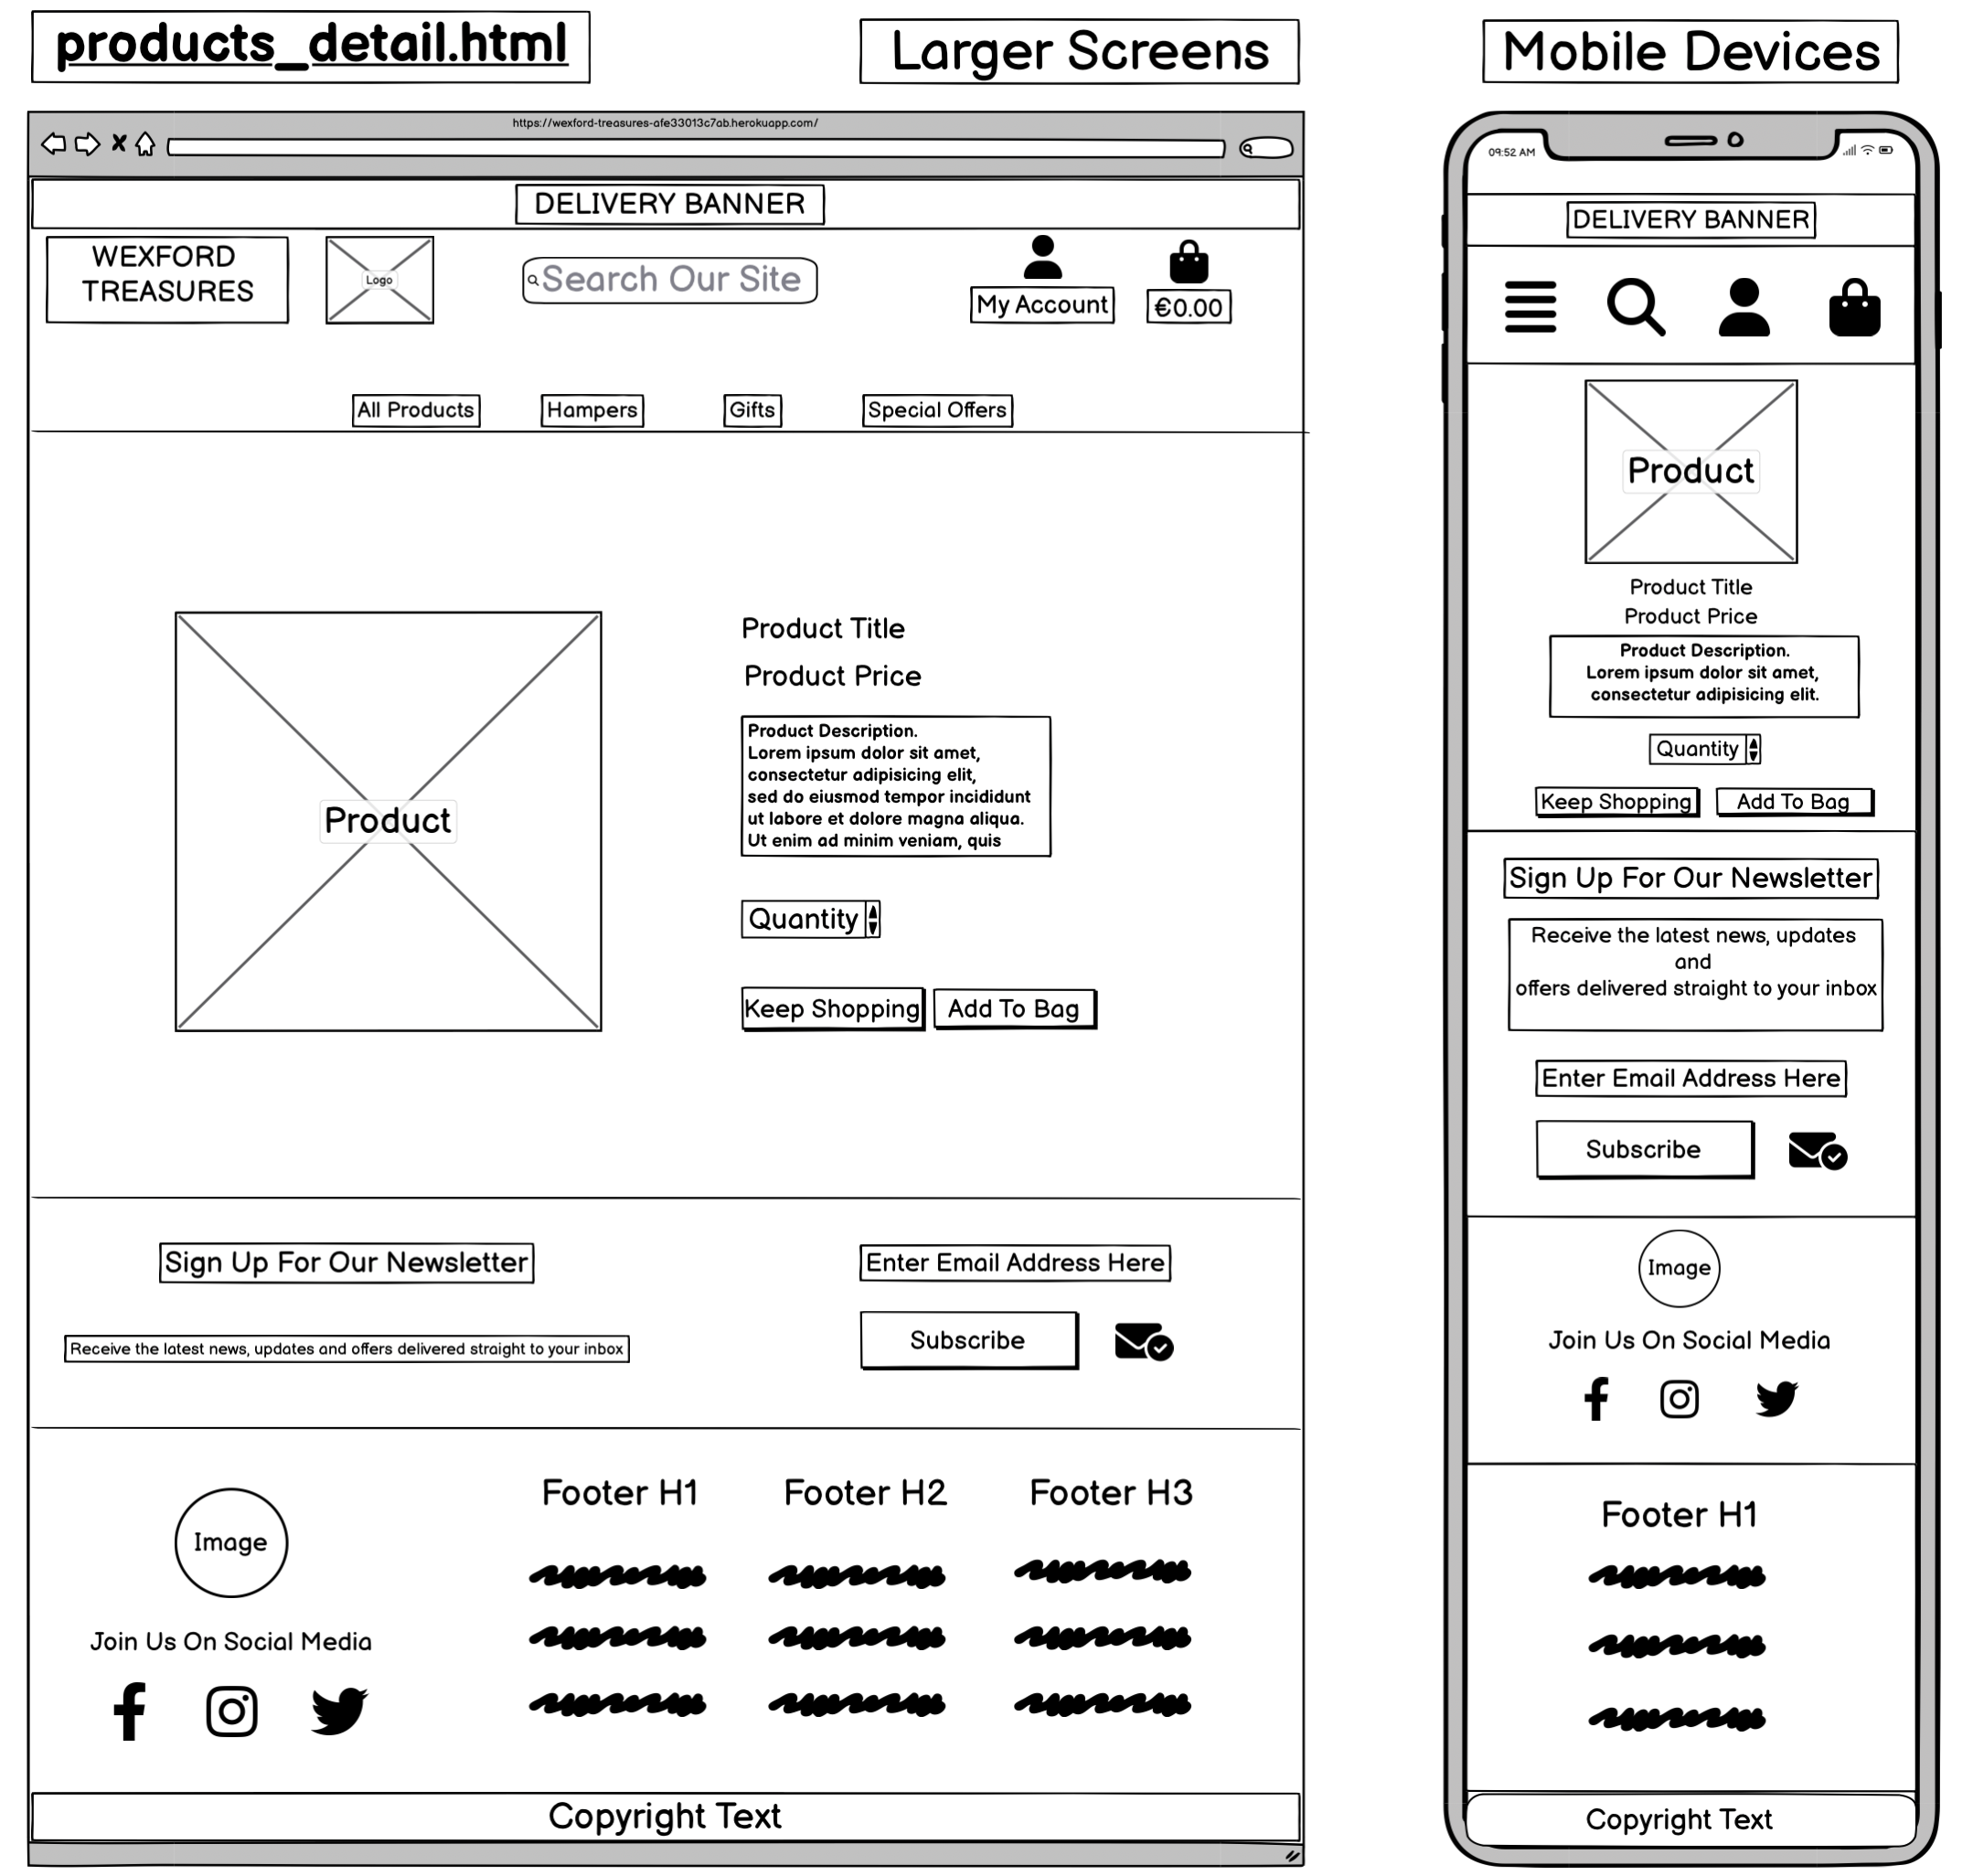 products_detail.html
Larger Screens
Mobile Devices
https://wexford-treasures-afe33013c7ab.herokuapp.com/
DELIVERY BANNER
WEXFORD
TREASURES
Logo
Search Our Site
My Account
€0.00
All Products
Hampers
Gifts
Special Offers
Product
Product Title
Product Price
Product Description.
Lorem ipsum dolor sit amet,
consectetur adipisicing elit,
sed do eiusmod tempor incididunt
ut labore et dolore magna aliqua.
Ut enim ad minim veniam, quis
Quantity
Keep Shopping
Add To Bag
Sign Up For Our Newsletter
Receive the latest news, updates and offers delivered straight to your inbox
Enter Email Address Here
Subscribe
Image
Join Us On Social Media
Footer H1
Footer H2
Footer H3
Copyright Text
09:52 AM
DELIVERY BANNER
Product
Product Title
Product Price
Product Description.
Lorem ipsum dolor sit amet,
consectetur adipisicing elit.
Quantity
Keep Shopping
Add To Bag
Sign Up For Our Newsletter
Receive the latest news, updates
and
offers delivered straight to your inbox
Enter Email Address Here
Subscribe
Image
Join Us On Social Media
Footer H1
Copyright Text